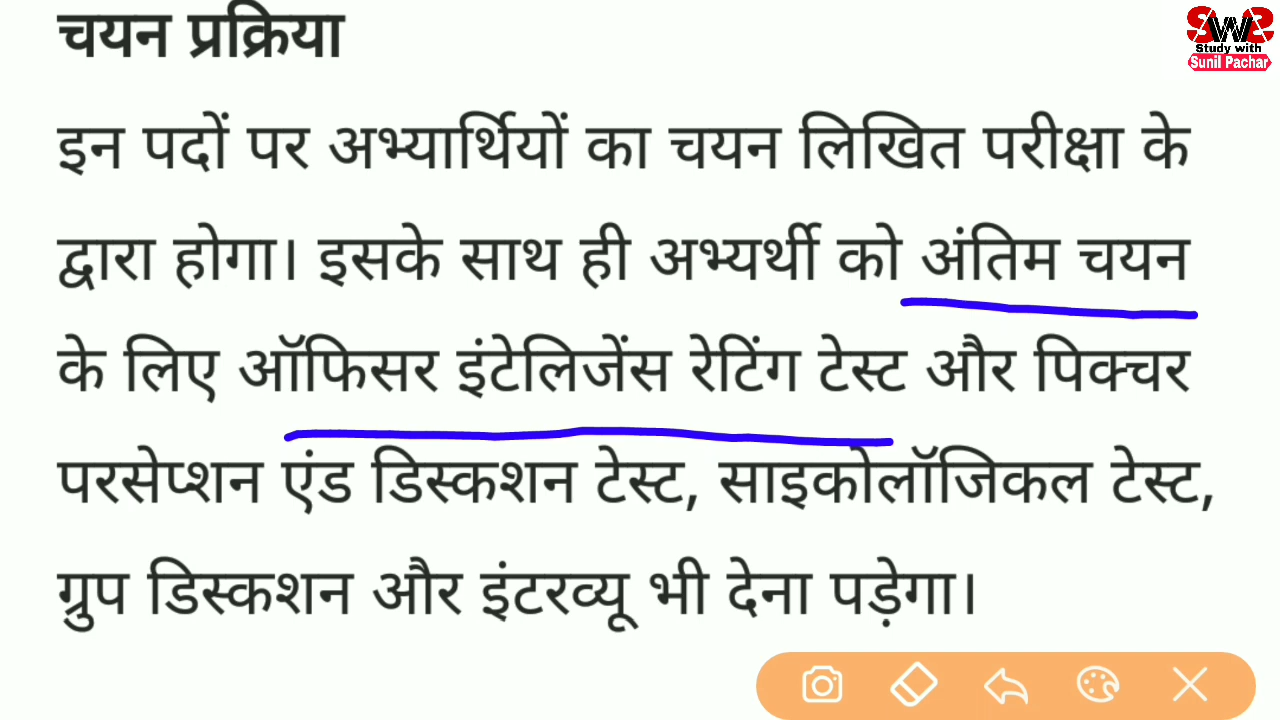 चयन प्रक्रिया
SWS
Study with
Sunil Pachar
इन पदों पर अभ्यार्थियों का चयन लिखित परीक्षा के
द्वारा होगा। इसके साथ ही अभ्यर्थी को अंतिम चयन
के लिए ऑफिसर इंटेलिजेंस रेटिंग टेस्ट और पिक्चर
परसेप्शन एंड डिस्कशन टेस्ट, साइकोलॉजिकल टेस्ट,
ग्रुप डिस्कशन और इंटरव्यू भी देना पड़ेगा।